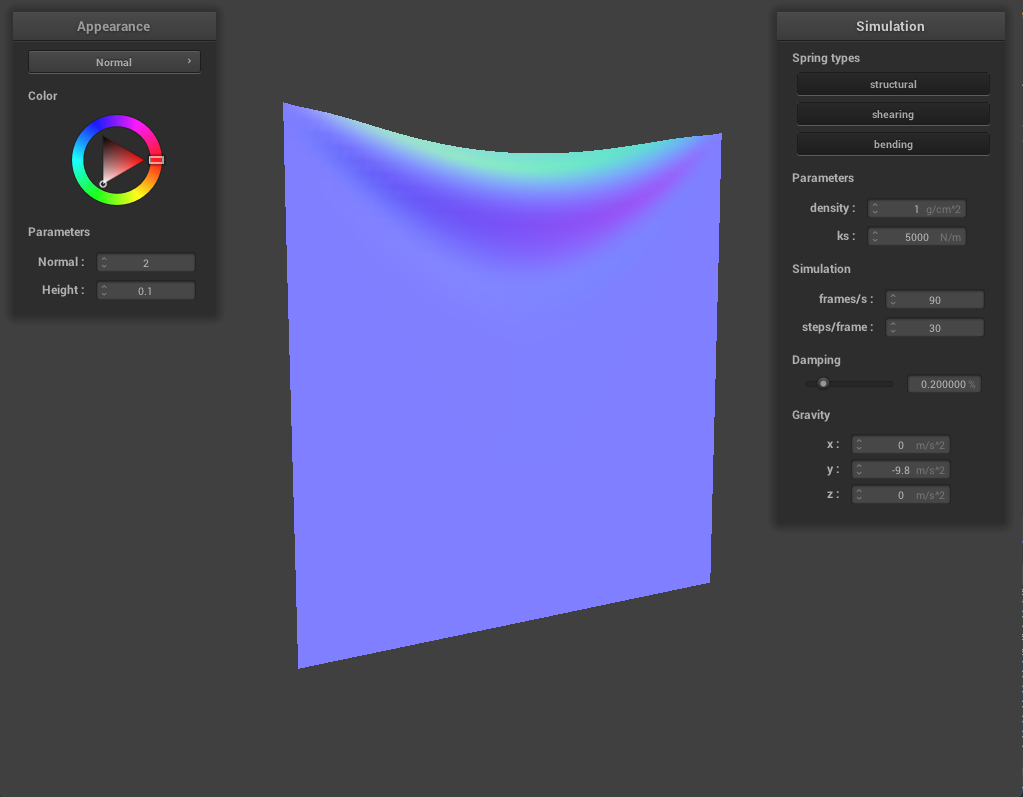 Appearance
Normal
Color
Parameters
Normal : 2
Height : 0.1
Simulation
Spring types
structural
shearing
bending
Parameters
density : 1 g/cm^2
ks : 5000 N/m
Simulation
frames/s : 90
steps/frame : 30
Damping
0.200000 %
Gravity
x : 0 m/s^2
y : -9.8 m/s^2
z : 0 m/s^2